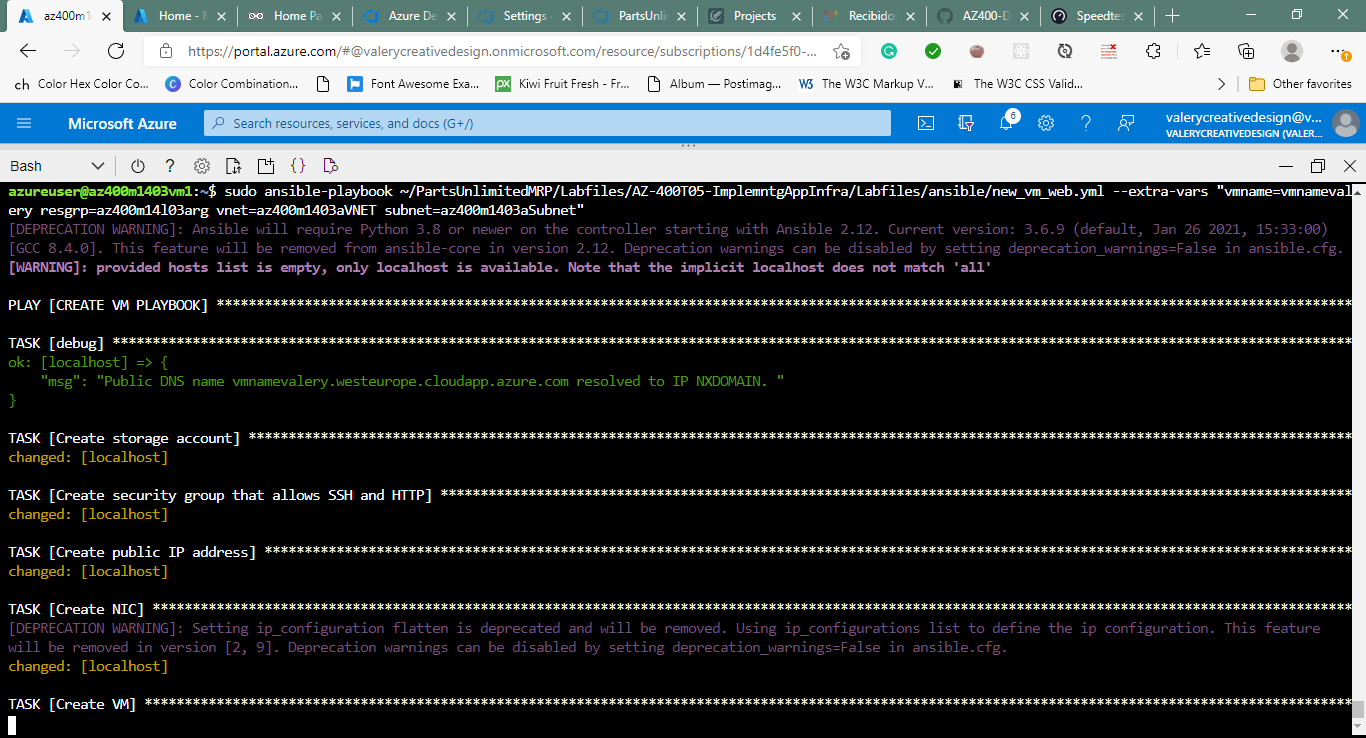 az400m1
Home - M
Home Pa
Azure De
Settings -
PartsUnli
Projects
Recibidos
AZ400-D
Speedtes
https://portal.azure.com/#@valerycreativedesign.onmicrosoft.com/resource/subscriptions/1d4fe5f0-...
ch Color Hex Color Co...
Color Combination...
Font Awesome Exa...
Kiwi Fruit Fresh - Fr...
Album — Postimag...
The W3C Markup V...
The W3C CSS Valid...
Other favorites
Microsoft Azure
Search resources, services, and docs (G+/)
6
valerycreativedesign@v...
VALERYCREATIVEDESIGN (VALER...
Bash
azureuser@az400m1403vm1:~$ sudo ansible-playbook ~/PartsUnlimitedMRP/Labfiles/AZ-400T05-ImplemntgAppInfra/Labfiles/ansible/new_vm_web.yml --extra-vars "vmname=vmnameval
ery resgrp=az400m14l03arg vnet=az400m1403aVNET subnet=az400m1403aSubnet"
[DEPRECATION WARNING]: Ansible will require Python 3.8 or newer on the controller starting with Ansible 2.12. Current version: 3.6.9 (default, Jan 26 2021, 15:33:00)
[GCC 8.4.0]. This feature will be removed from ansible-core in version 2.12. Deprecation warnings can be disabled by setting deprecation_warnings=False in ansible.cfg.
[WARNING]: provided hosts list is empty, only localhost is available. Note that the implicit localhost does not match 'all'
PLAY [CREATE VM PLAYBOOK] **********************************************************************************************************************************************
TASK [debug] ***********************************************************************************************************************************************************
ok: [localhost] => {
"msg": "Public DNS name vmnamevalery.westeurope.cloudapp.azure.com resolved to IP NXDOMAIN. "
}
TASK [Create storage account] ******************************************************************************************************************************************
changed: [localhost]
TASK [Create security group that allows SSH and HTTP] ******************************************************************************************************************
changed: [localhost]
TASK [Create public IP address] ****************************************************************************************************************************************
changed: [localhost]
TASK [Create NIC] ******************************************************************************************************************************************************
[DEPRECATION WARNING]: Setting ip_configuration flatten is deprecated and will be removed. Using ip_configurations list to define the ip configuration. This feature
will be removed in version [2, 9]. Deprecation warnings can be disabled by setting deprecation_warnings=False in ansible.cfg.
changed: [localhost]
TASK [Create VM] *******************************************************************************************************************************************************